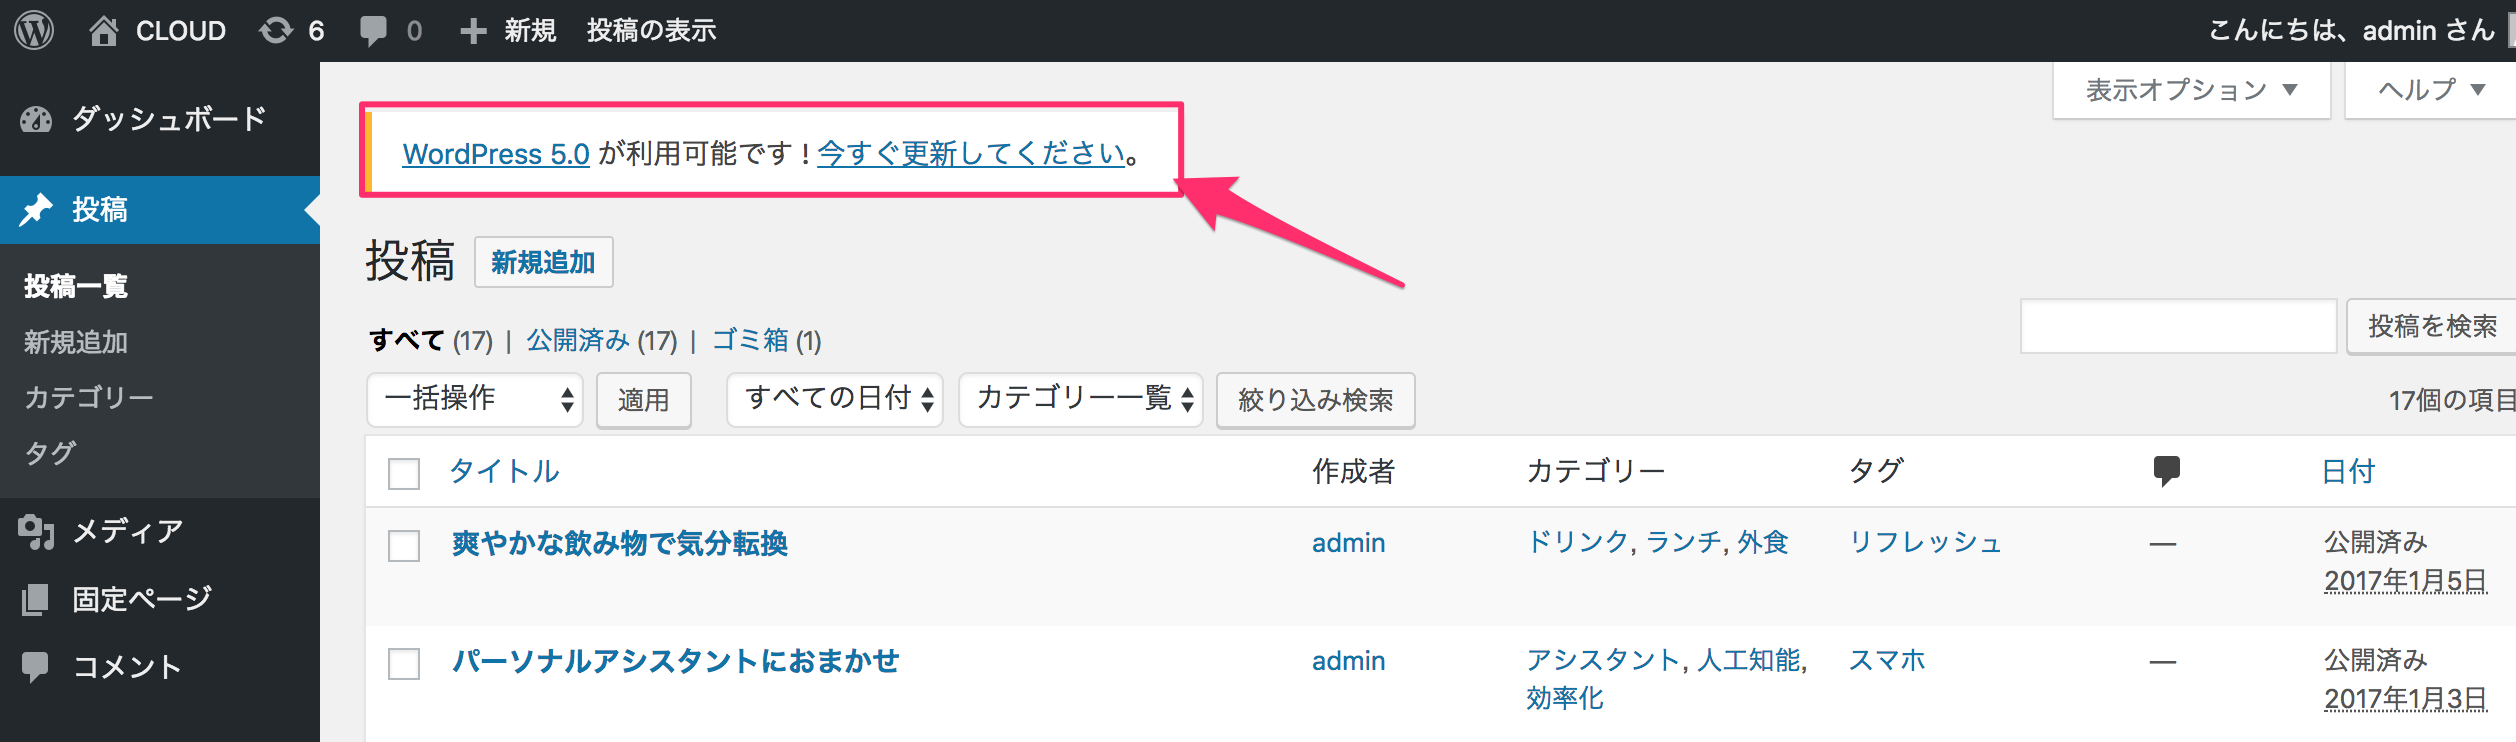 CLOUD 6 0 新規 投稿の表示 こんにちは、admin さん
表示オプション ヘルプ
ダッシュボード
WordPress 5.0 が利用可能です ! 今すぐ更新してください。
投稿
投稿一覧
新規追加
カテゴリー
タグ
メディア
固定ページ
コメント
投稿 新規追加
すべて (17) | 公開済み (17) | ゴミ箱 (1)
投稿を検索
一括操作 適用 すべての日付 カテゴリー一覧 絞り込み検索 17個の項目
タイトル 作成者 カテゴリー タグ 日付
爽やかな飲み物で気分転換 admin ドリンク, ランチ, 外食 リフレッシュ — 公開済み
2017年1月5日
パーソナルアシスタントにおまかせ admin アシスタント, 人工知能, スマホ — 公開済み
効率化 2017年1月3日